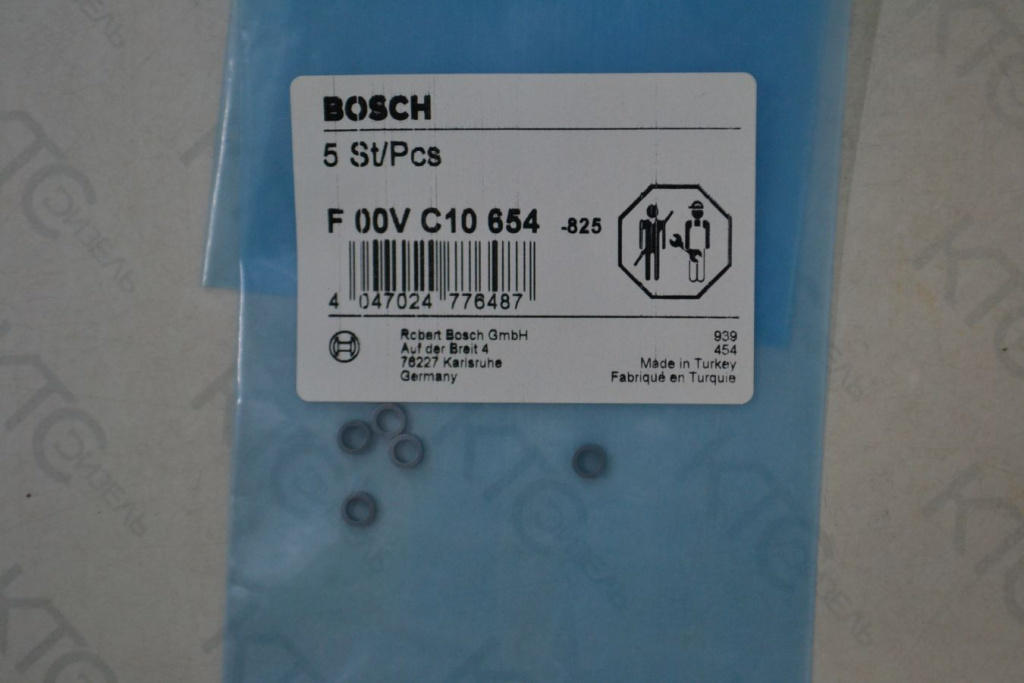 BOSCH
5 St/Pcs
F 00V C10 654 -825
4 047024 776487
Robert Bosch GmbH
Auf der Breit 4
76227 Karlsruhe
Germany
939
454
Made in Turkey
Fabriqué en Turquie